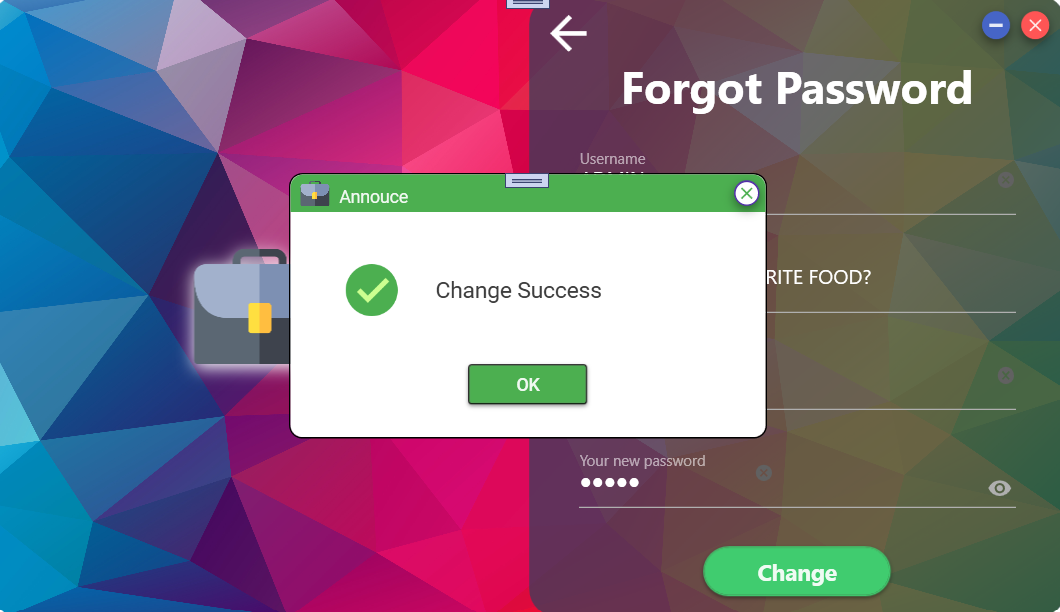 Forgot Password
Username
Annouce
RITE FOOD?
Change Success
OK
Your new password
Change